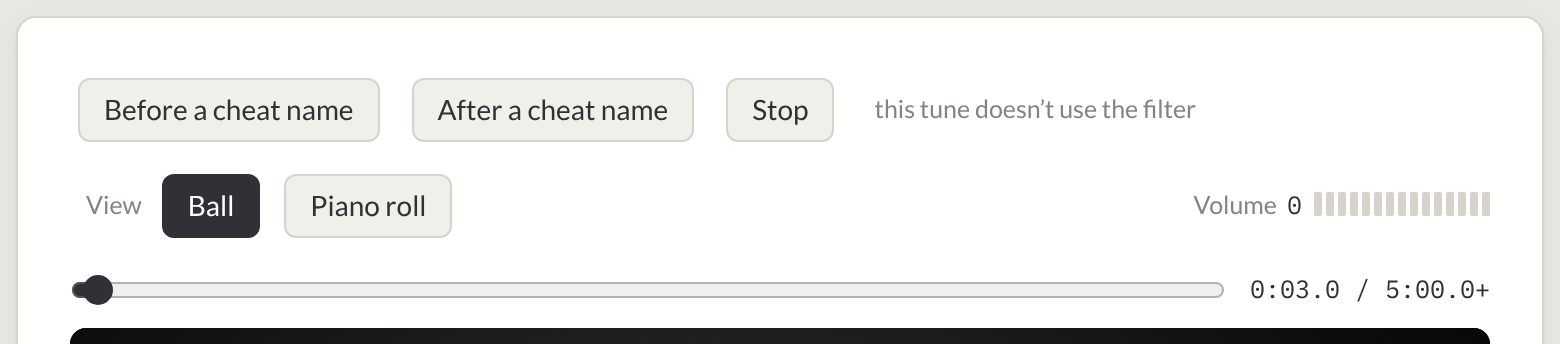 Before a cheat name After a cheat name Stop this tune doesn’t use the filter
View Ball Piano roll Volume 0
0:03.0 / 5:00.0+